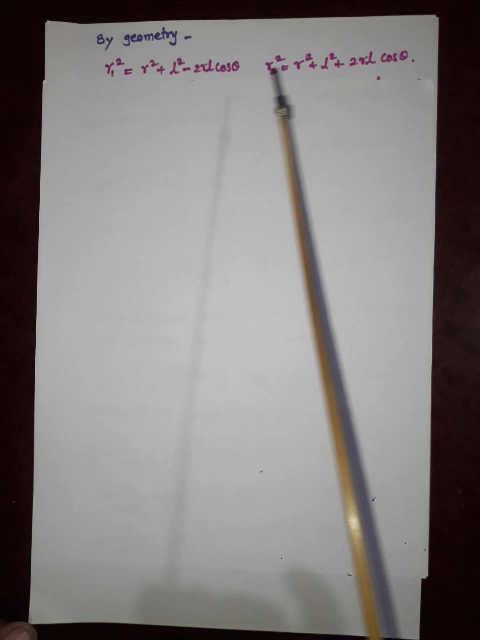 By geometry -
r₁² = r² + l² - 2rl cosθ r₂² = r² + l² + 2rl cosθ.